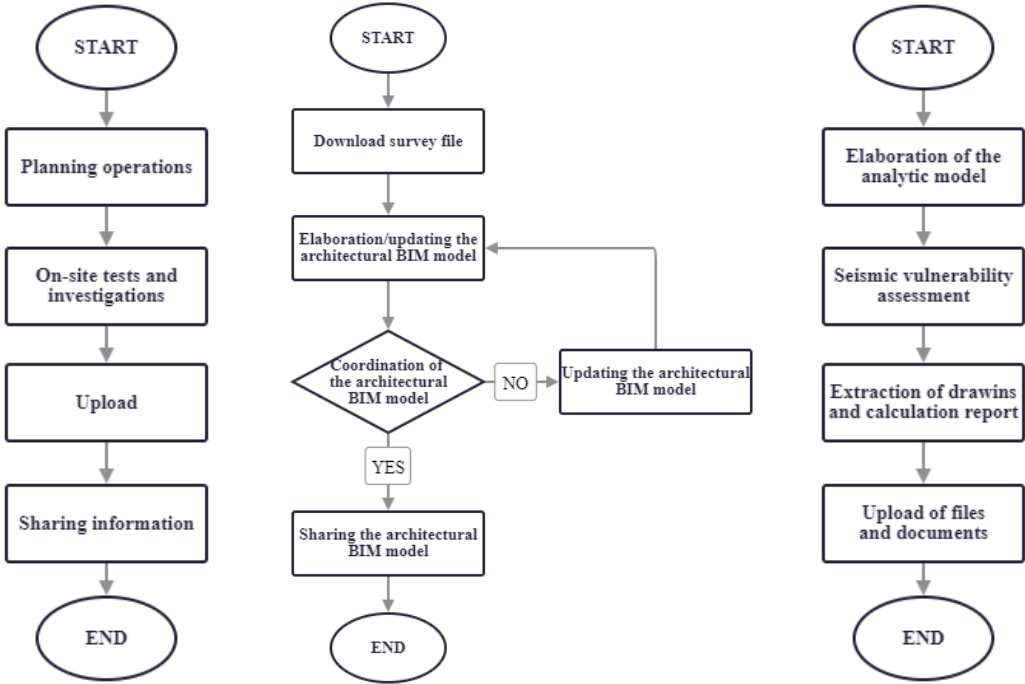 START
Planning operations
On-site tests and
investigations
Upload
Sharing information
END
START
Download survey file
Elaboration/updating the
architectural BIM model
Coordination of
the architectural
BIM model
NO
Updating the architectural
BIM model
YES
Sharing the architectural
BIM model
END
START
Elaboration of the
analytic model
Seismic vulnerability
assessment
Extraction of drawins
and calculation report
Upload of files
and documents
END